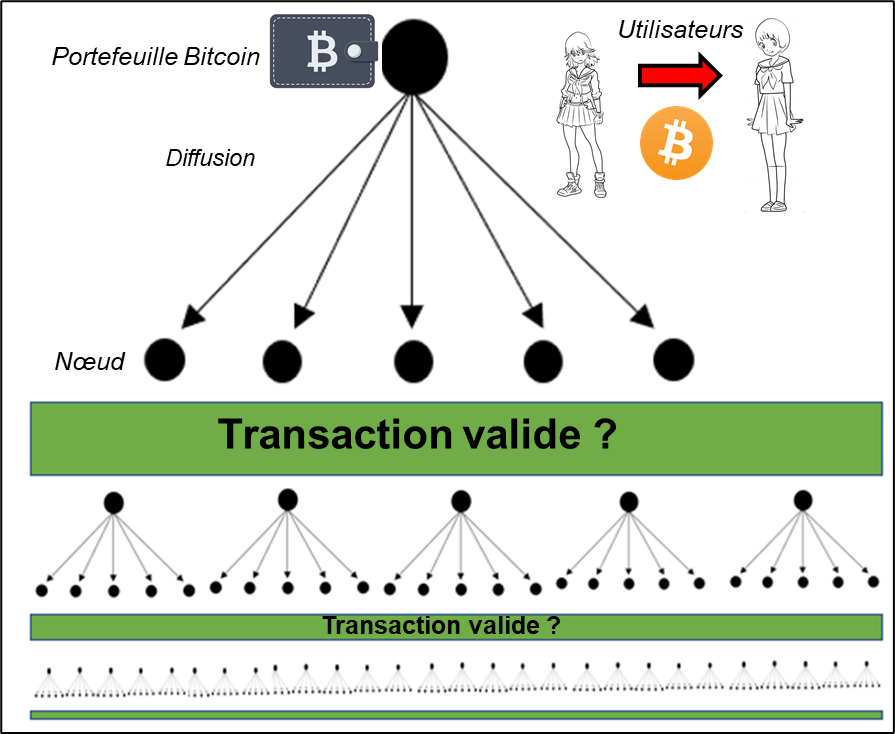 Utilisateurs
Portefeuille Bitcoin
Diffusion
Nœud
Transaction valide ?
Transaction valide ?